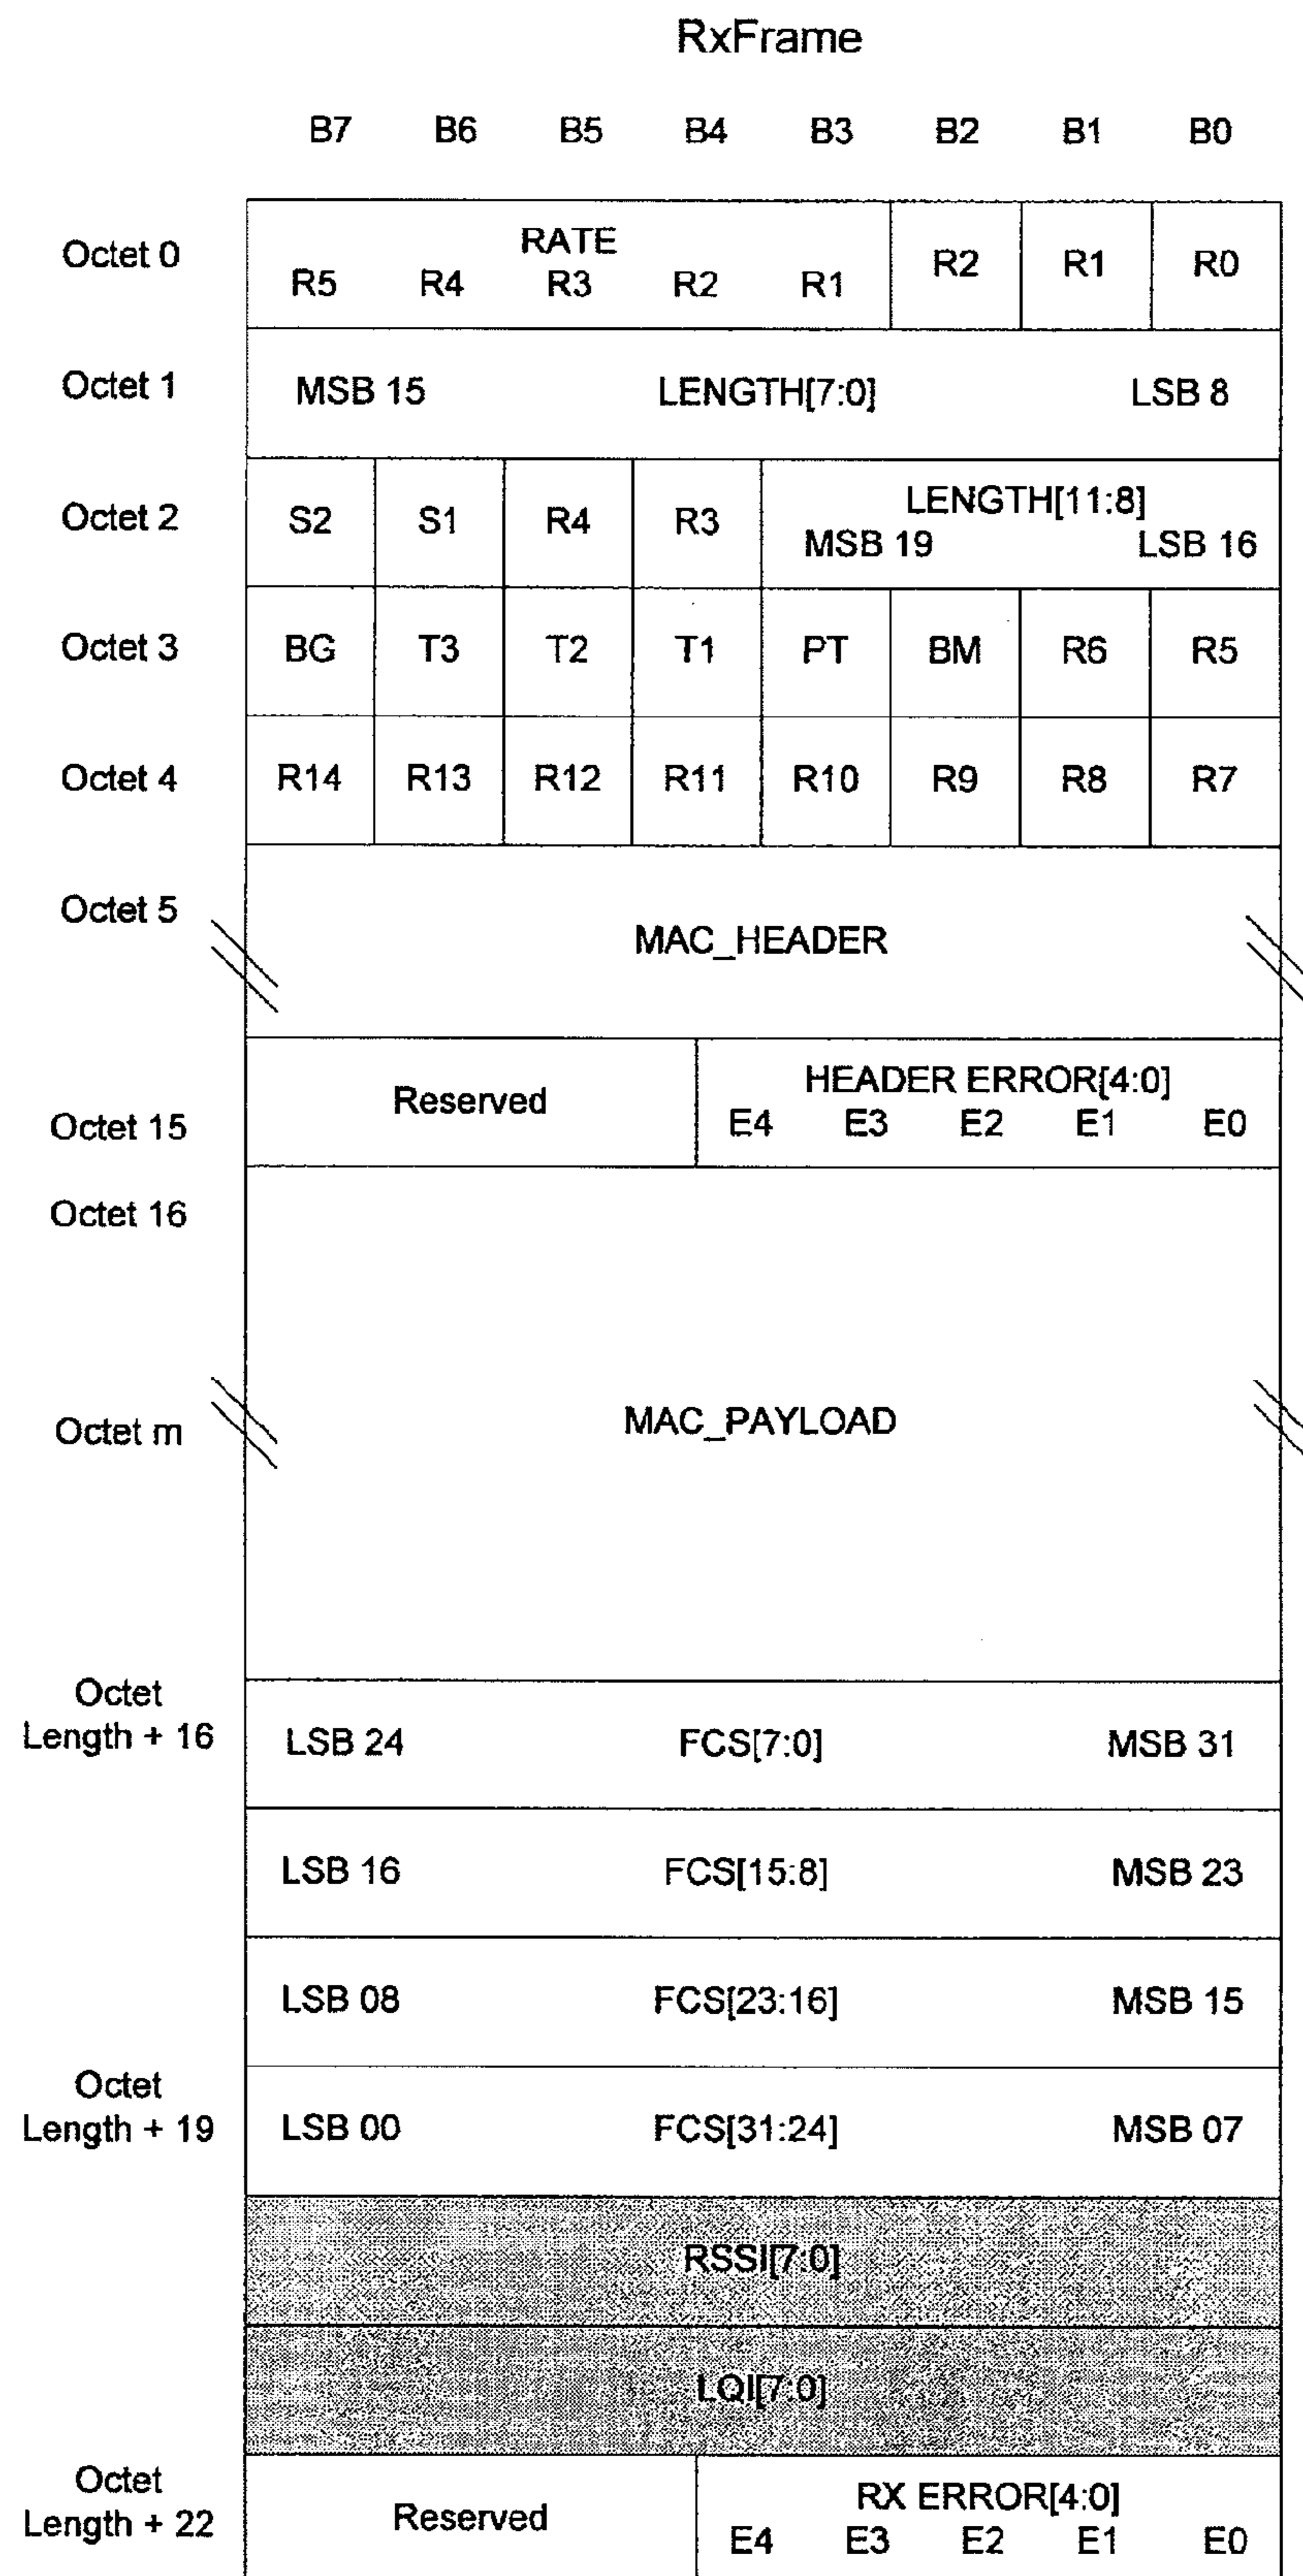 RxFrame
B7 B6 B5 B4 B3 B2 B1 B0
Octet 0
RATE
R5 R4 R3 R2 R1
R2 R1 R0
Octet 1
MSB 15 LENGTH[7:0] LSB 8
Octet 2
S2 S1 R4 R3
LENGTH[11:8]
MSB 19 LSB 16
Octet 3
BG T3 T2 T1 PT BM R6 R5
Octet 4
R14 R13 R12 R11 R10 R9 R8 R7
Octet 5
MAC_HEADER
Octet 15
Reserved
HEADER ERROR[4:0]
E4 E3 E2 E1 E0
Octet 16
Octet m
MAC_PAYLOAD
Octet
Length + 16
LSB 24 FCS[7:0] MSB 31
LSB 16 FCS[15:8] MSB 23
LSB 08 FCS[23:16] MSB 15
Octet
Length + 19
LSB 00 FCS[31:24] MSB 07
RSSI[7:0]
LQI[7:0]
Octet
Length + 22
Reserved
RX ERROR[4:0]
E4 E3 E2 E1 E0